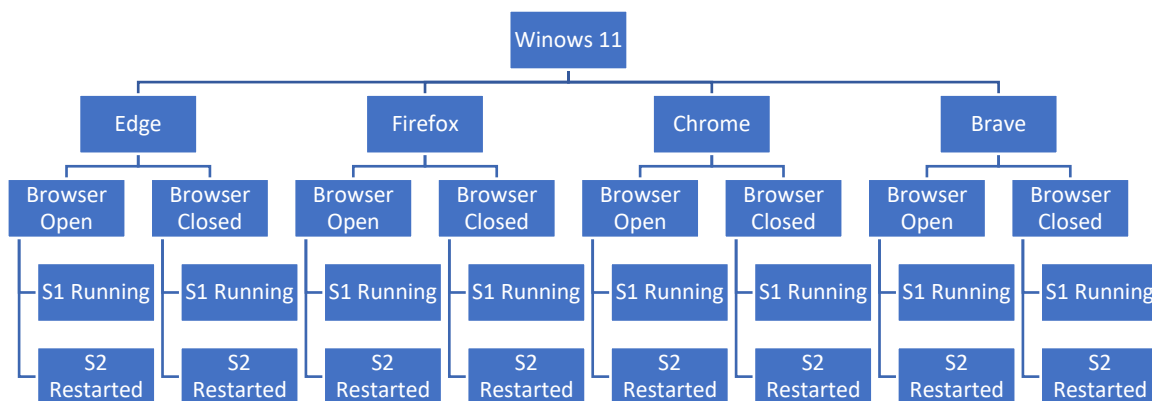 Winows 11
Edge
Firefox
Chrome
Brave
Browser
Open
Browser
Closed
Browser
Open
Browser
Closed
Browser
Open
Browser
Closed
Browser
Open
Browser
Closed
S1 Running
S1 Running
S1 Running
S1 Running
S1 Running
S1 Running
S1 Running
S1 Running
S2
Restarted
S2
Restarted
S2
Restarted
S2
Restarted
S2
Restarted
S2
Restarted
S2
Restarted
S2
Restarted